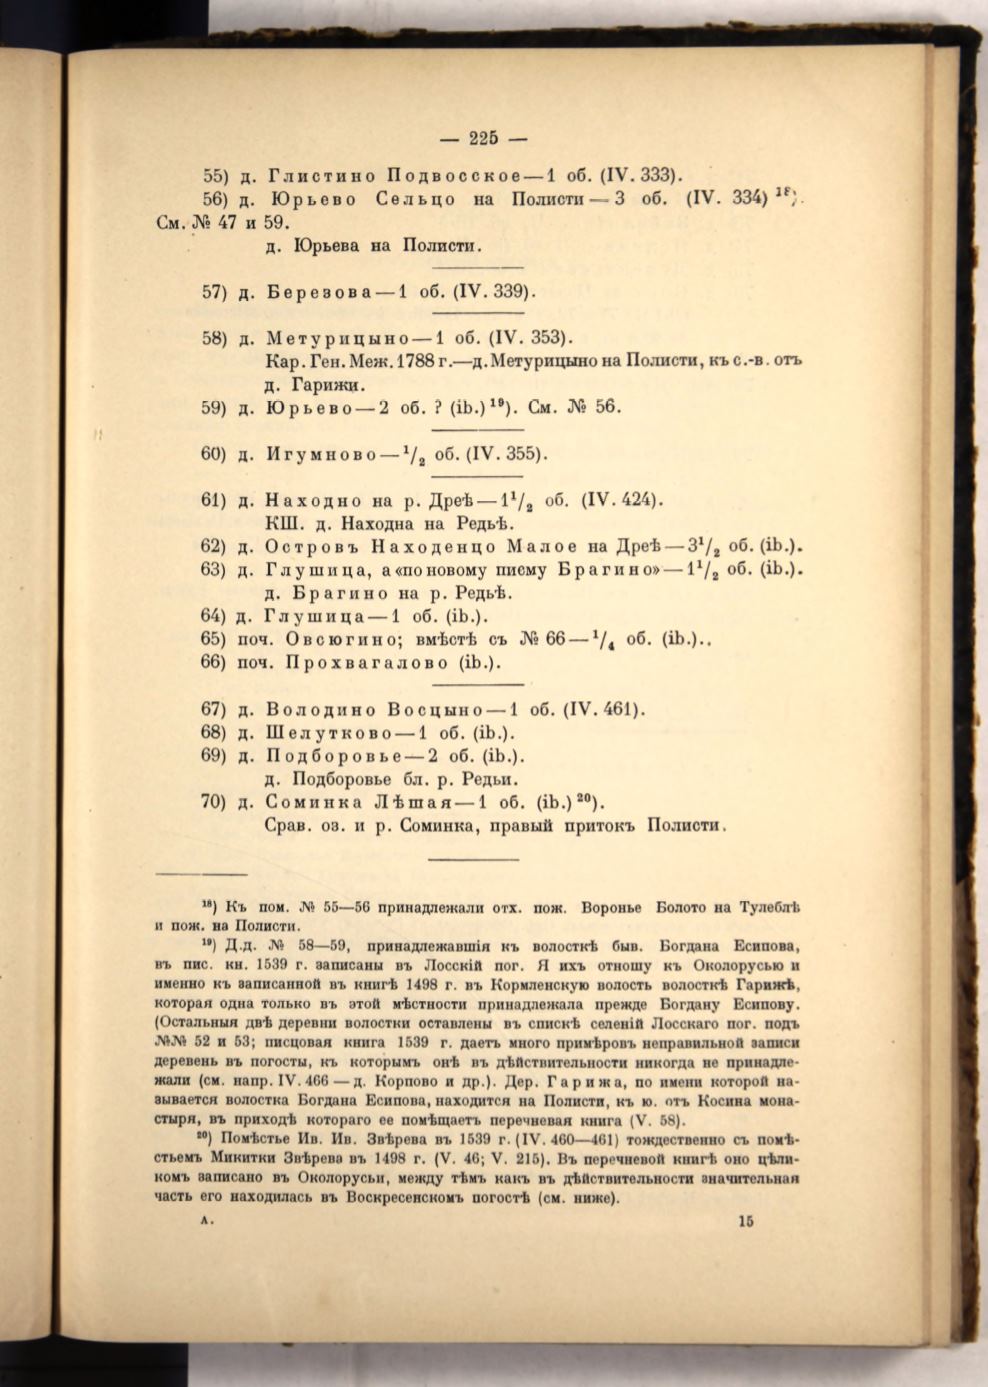 — 225 —
55) д. Глистино Подвосское—1 об. (IV. 333).
56) д. Юрьево Сельцо на Полисти — 3 об. (IV. 334) ¹⁸).
См. № 47 и 59.
д. Юрьева на Полисти.
57) д. Березова—1 об. (IV. 339).
58) д. Метурицыно—1 об. (IV. 353).
Кар. Ген. Меж. 1788 г.—д. Метурицыно на Полисти, къ с.-в. отъ
д. Гарижи.
59) д. Юрьево—2 об. ? (ib.) ¹⁹). См. № 56.
60) д. Игумново—¹/₂ об. (IV. 355).
61) д. Находно на р. Дреѣ—1¹/₂ об. (IV. 424).
КШ. д. Находна на Редьѣ.
62) д. Островъ Находенцо Малое на Дреѣ—3¹/₂ об. (ib.).
63) д. Глушица, а «по новому писму Брагино»—1¹/₂ об. (ib.).
д. Брагино на р. Редьѣ.
64) д. Глушица—1 об. (ib.).
65) поч. Овсюгино; вмѣстѣ съ № 66—¹/₄ об. (ib.)..
66) поч. Прохвагалово (ib.).
67) д. Володино Восцыно—1 об. (IV. 461).
68) д. Шелутково—1 об. (ib.).
69) д. Подборовье—2 об. (ib.).
д. Подборовье бл. р. Редьи.
70) д. Соминка Лѣшая—1 об. (ib.) ²⁰).
Срав. оз. и р. Соминка, правый притокъ Полисти.
¹⁸) Къ пом. № 55—56 принадлежали отх. пож. Воронье Болото на Тулеблѣ
и пож. на Полисти.
¹⁹) Д.д. № 58—59, принадлежавшія къ волосткѣ быв. Богдана Есипова,
въ пис. кн. 1539 г. записаны въ Лосскій пог. Я ихъ отношу къ Околорусью и
именно къ записанной въ книгѣ 1498 г. въ Кормленскую волость волосткѣ Гарижѣ,
которая одна только въ этой мѣстности принадлежала прежде Богдану Есипову.
(Остальныя двѣ деревни волостки оставлены въ спискѣ селеній Лосскаго пог. подъ
№№ 52 и 53; писцовая книга 1539 г. даетъ много примѣровъ неправильной записи
деревень въ погосты, къ которымъ онѣ въ дѣйствительности никогда не принадле-
жали (см. напр. IV. 466 — д. Корпово и др.). Дер. Гарижа, по имени которой на-
зывается волостка Богдана Есипова, находится на Полисти, къ ю. отъ Косина мона-
стыря, въ приходѣ котораго ее помѣщаетъ перечневая книга (V. 58).
²⁰) Помѣстье Ив. Ив. Звѣрева въ 1539 г. (IV. 460—461) тождественно съ помѣ-
стьемъ Микитки Звѣрева въ 1498 г. (V. 46; V. 215). Въ перечневой книгѣ оно цѣли-
комъ записано въ Околорусьи, между тѣмъ какъ въ дѣйствительности значительная
часть его находилась въ Воскресенскомъ погостѣ (см. ниже).
А. 15